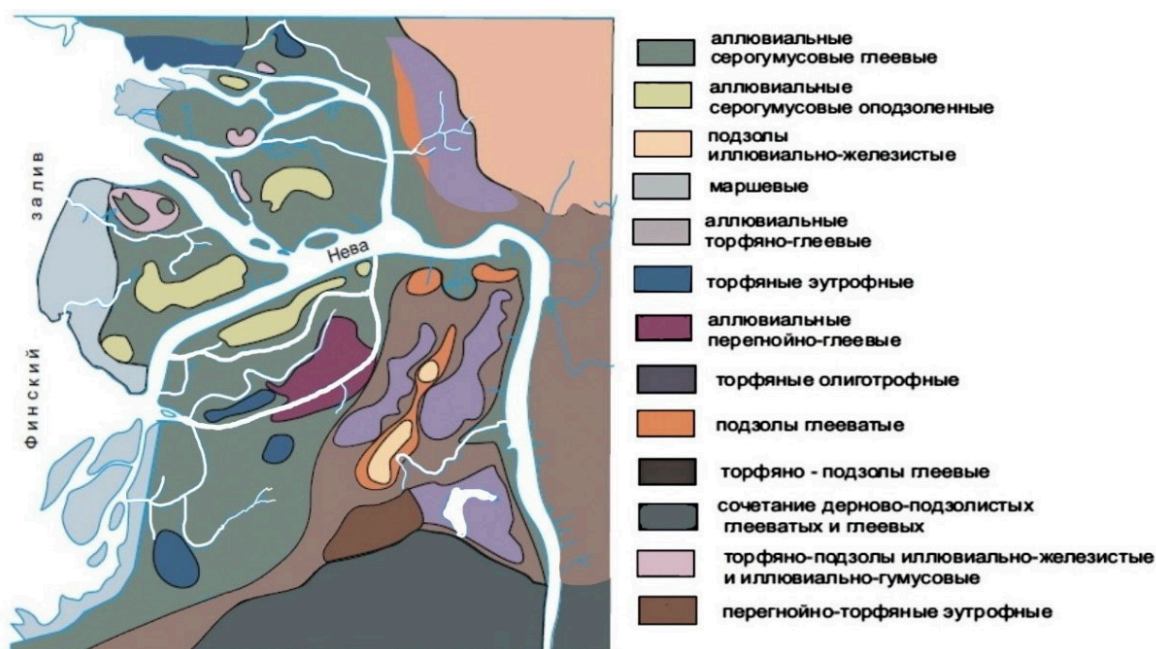 залив
Финский
Нева
аллювиальные
серогумусовые глеевые
аллювиальные
серогумусовые оподзоленные
подзолы
иллювиально-железистые
маршевые
аллювиальные
торфяно-глеевые
торфяные эутрофные
аллювиальные
перегнойно-глеевые
торфяные олиготрофные
подзолы глееватые
торфяно - подзолы глеевые
сочетание дерново-подзолистых
глееватых и глеевых
торфяно-подзолы иллювиально-железистые
и иллювиально-гумусовые
перегнойно-торфяные эутрофные